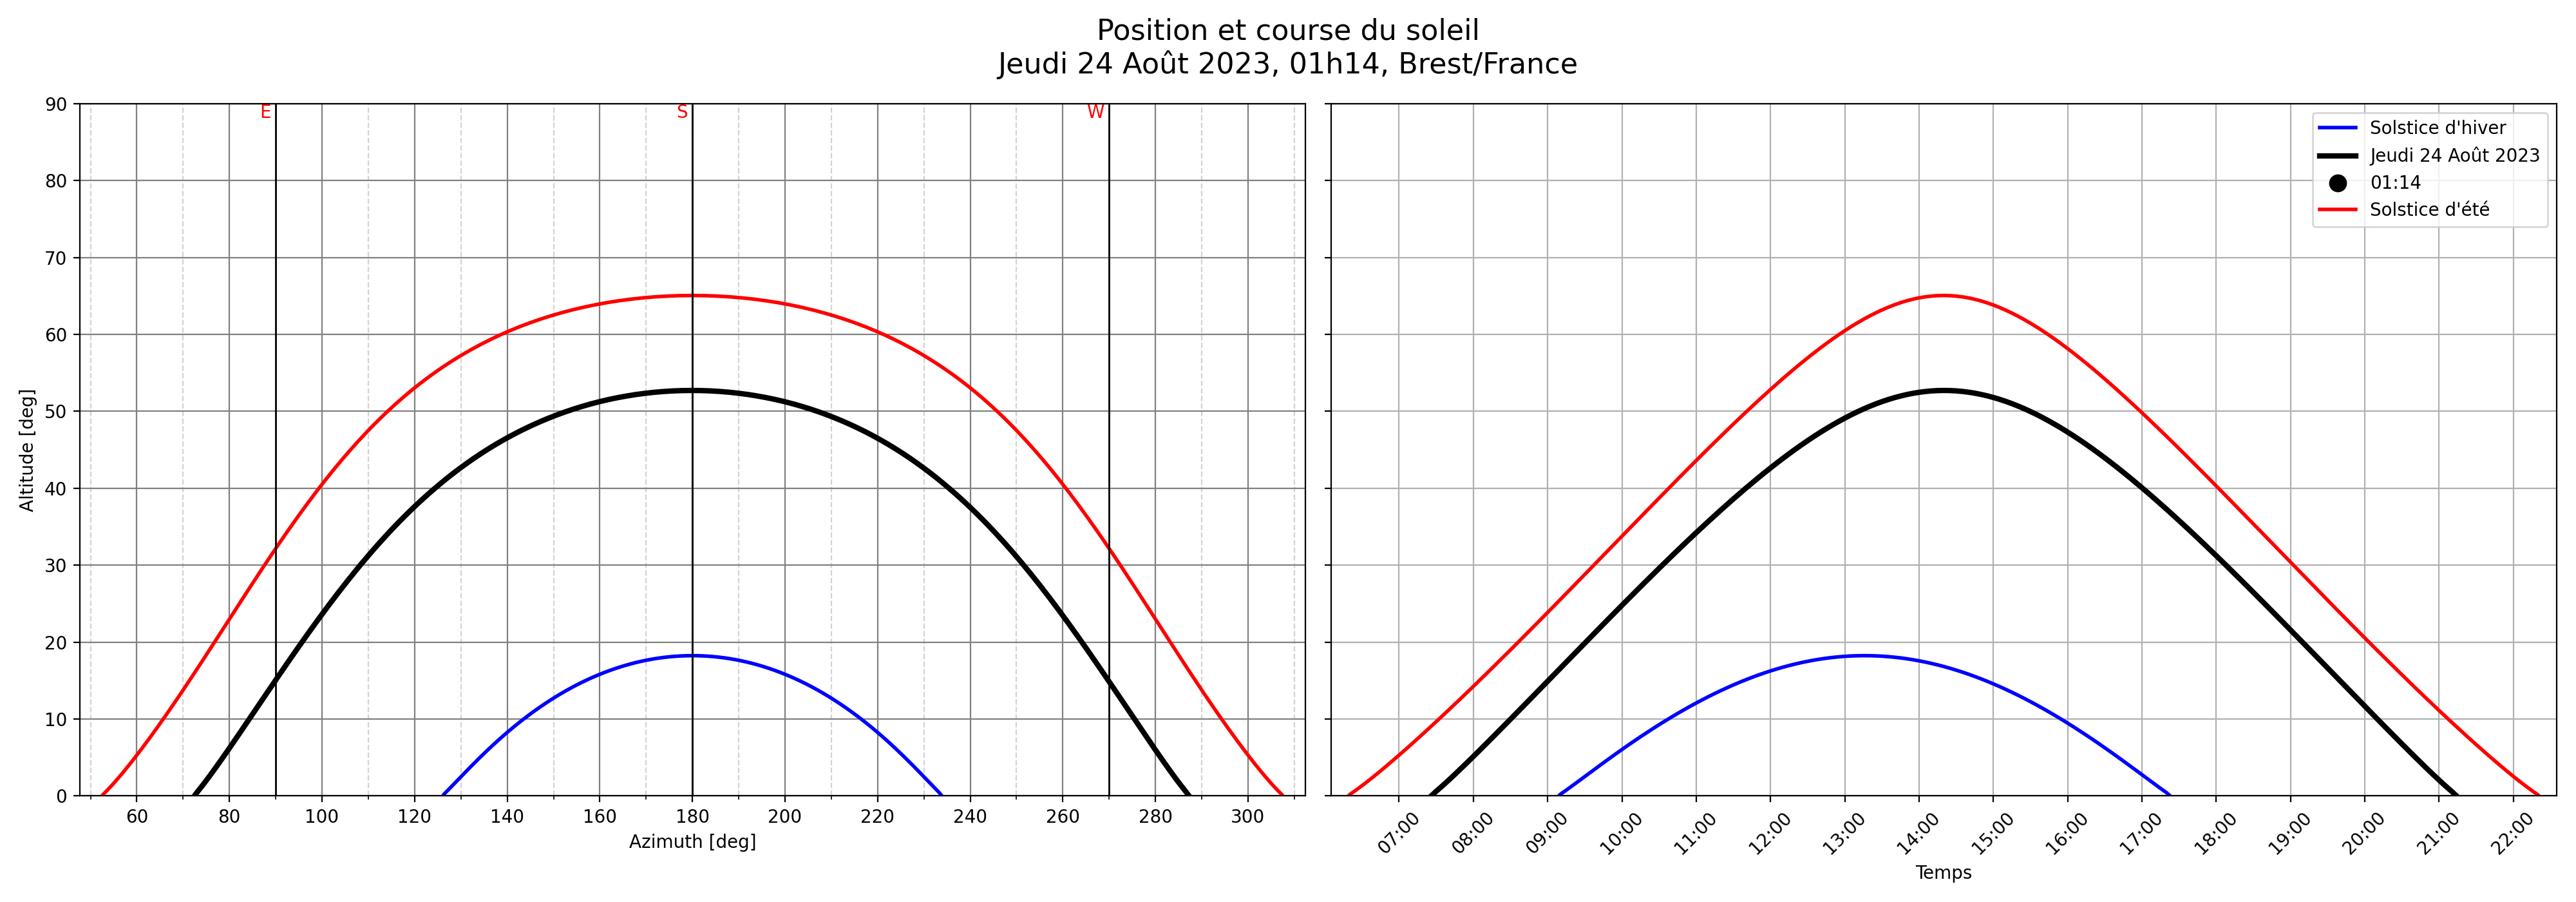 Position et course du soleil
Jeudi 24 Août 2023, 01h14, Brest/France
E
S
W
90
80
70
60
50
40
30
20
10
0
Altitude [deg]
60 80 100 120 140 160 180 200 220 240 260 280 300
Azimuth [deg]
Solstice d'hiver
Jeudi 24 Août 2023
01:14
Solstice d'été
07:00 08:00 09:00 10:00 11:00 12:00 13:00 14:00 15:00 16:00 17:00 18:00 19:00 20:00 21:00 22:00
Temps